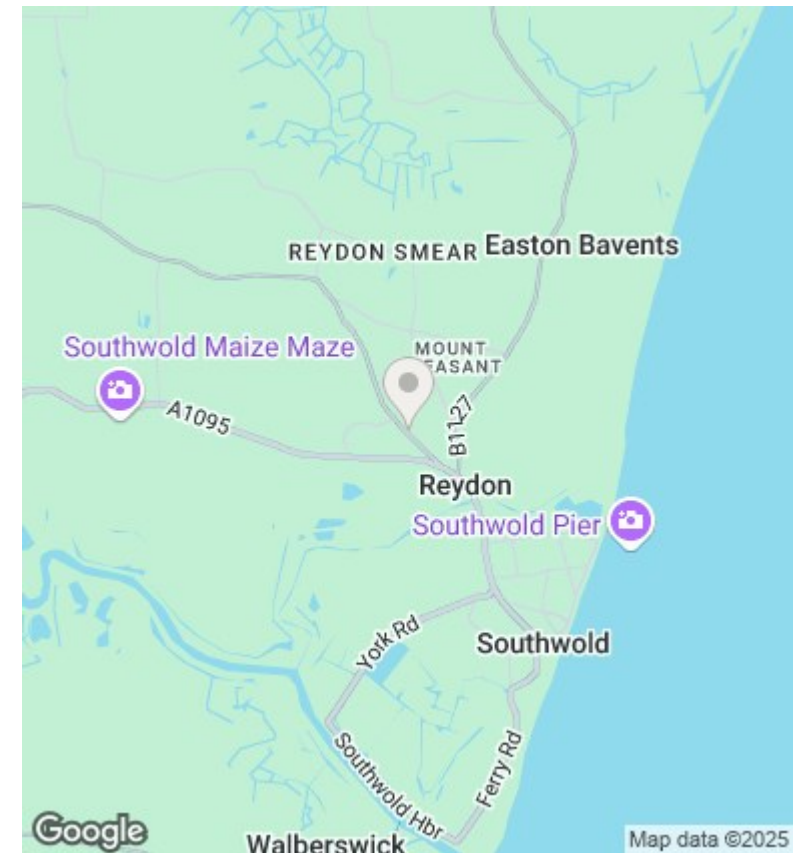 REYDON SMEAR
Easton Bavents
Southwold Maize Maze
MOUNT
EASANT
A1095
B1127
Reydon
Southwold Pier
York Rd
Southwold
Southwold Hbr
Ferry Rd
Walberswick
Google
Map data ©2025